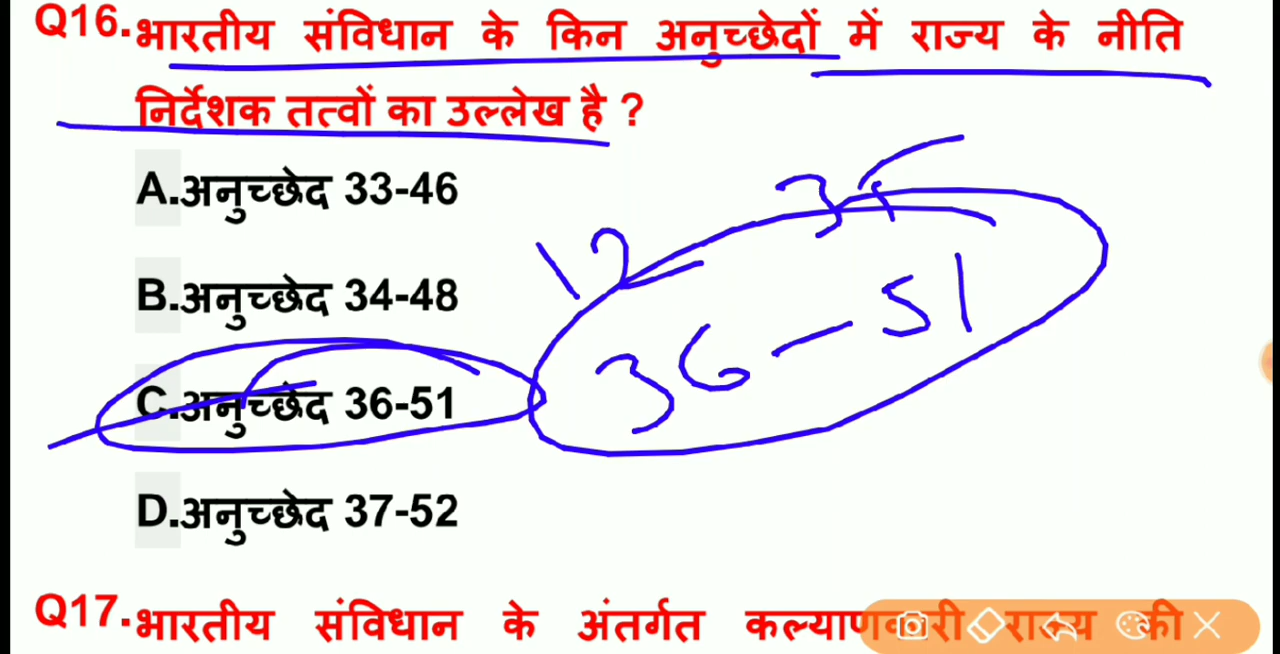 Q16. भारतीय संविधान के किन अनुच्छेदों में राज्य के नीति
निर्देशक तत्वों का उल्लेख है ?
A.अनुच्छेद 33-46
12 35
B.अनुच्छेद 34-48
36-51
C.अनुच्छेद 36-51
D.अनुच्छेद 37-52
Q17. भारतीय संविधान के अंतर्गत कल्याणकारी राज्य की